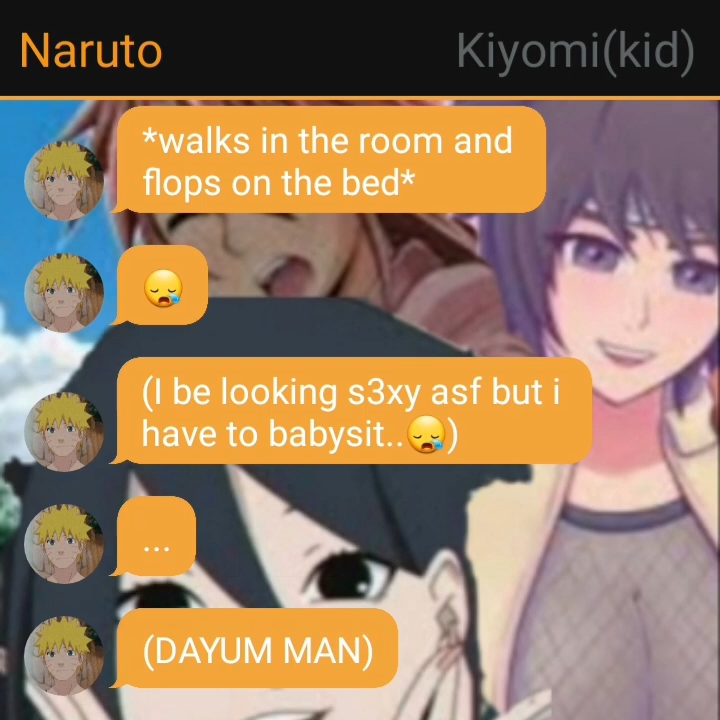 Naruto Kiyomi(kid)
*walks in the room and
flops on the bed*
😪
(I be looking s3xy asf but i
have to babysit..😪)
...
(DAYUM MAN)